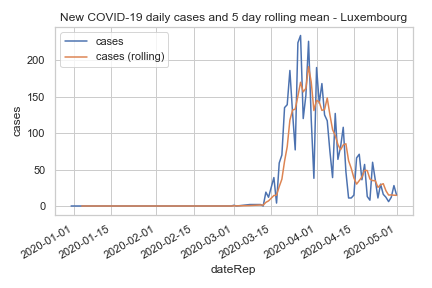 New COVID-19 daily cases and 5 day rolling mean - Luxembourg
cases
cases (rolling)
200
150
100
50
0
cases
2020-01-01
2020-01-15
2020-02-01
2020-02-15
2020-03-01
2020-03-15
2020-04-01
2020-04-15
2020-05-01
dateRep